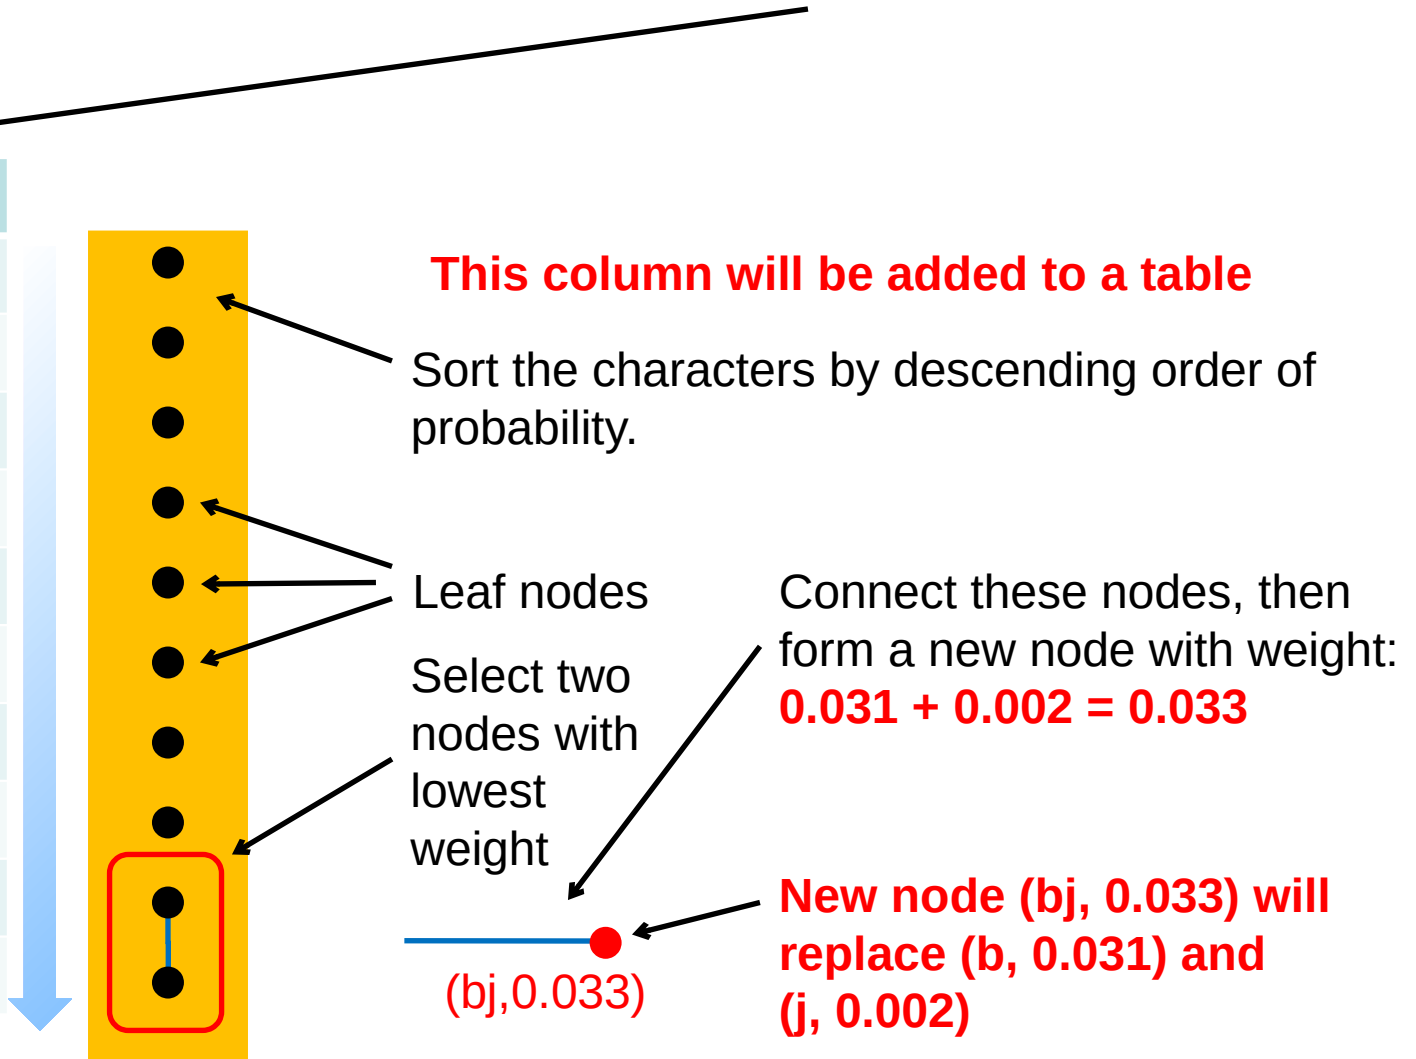 This column will be added to a table
Sort the characters by descending order of
probability.
Leaf nodes
Select two
nodes with
lowest
weight
Connect these nodes, then
form a new node with weight:
0.031 + 0.002 = 0.033
New node (bj, 0.033) will
replace (b, 0.031) and
(j, 0.002)
(bj,0.033)